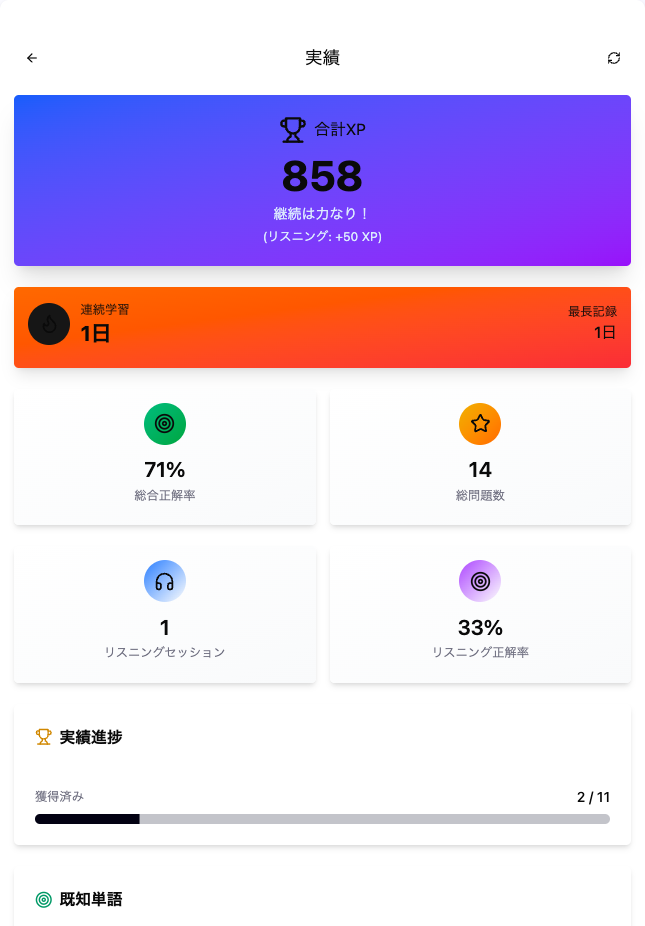 実績
合計XP
858
継続は力なり！
(リスニング: +50 XP)
連続学習
1日
最長記録
1日
71%
総合正解率
14
総問題数
1
リスニングセッション
33%
リスニング正解率
実績進捗
獲得済み
2 / 11
既知単語